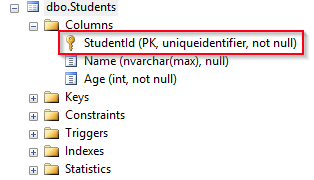 dbo.Students
Columns
StudentId (PK, uniqueidentifier, not null)
Name (nvarchar(max), null)
Age (int, not null)
Keys
Constraints
Triggers
Indexes
Statistics